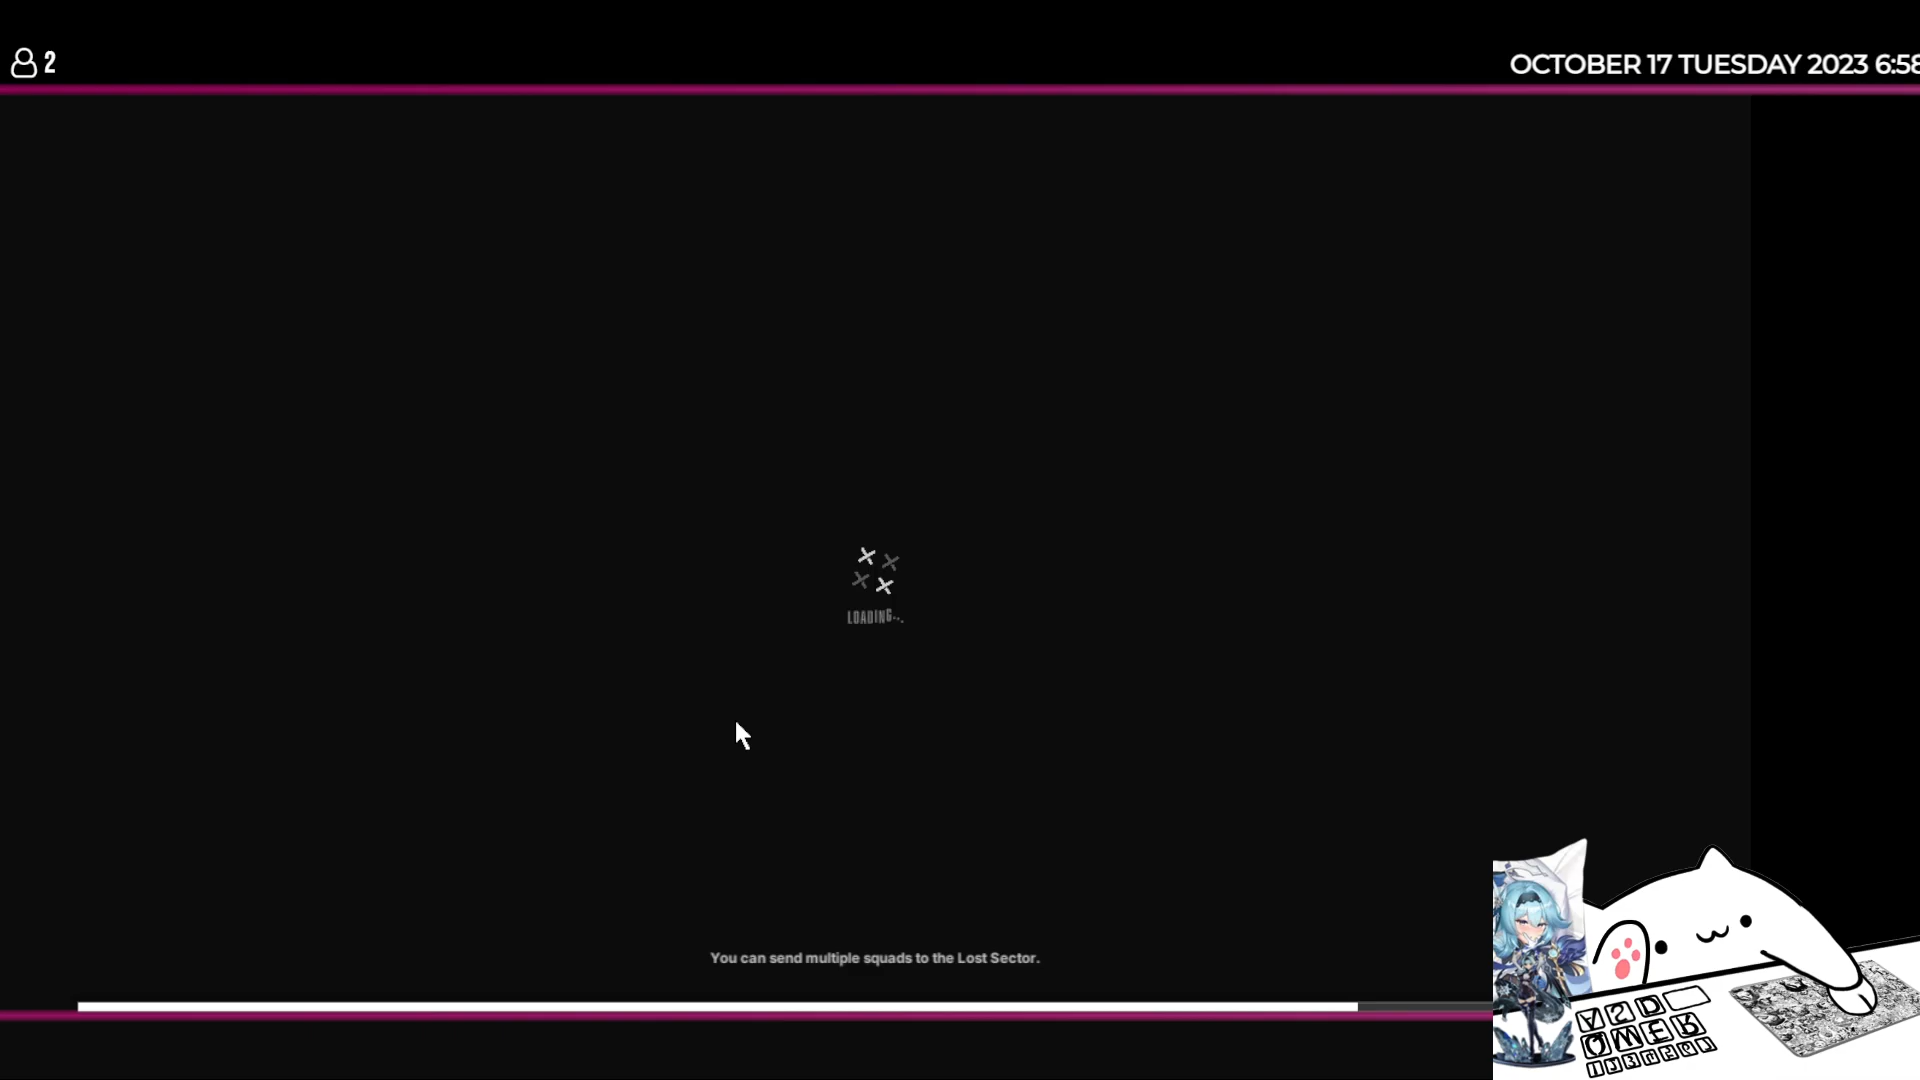 2
OCTOBER 17 TUESDAY 2023 6:58
LOADING...
You can send multiple squads to the Lost Sector.